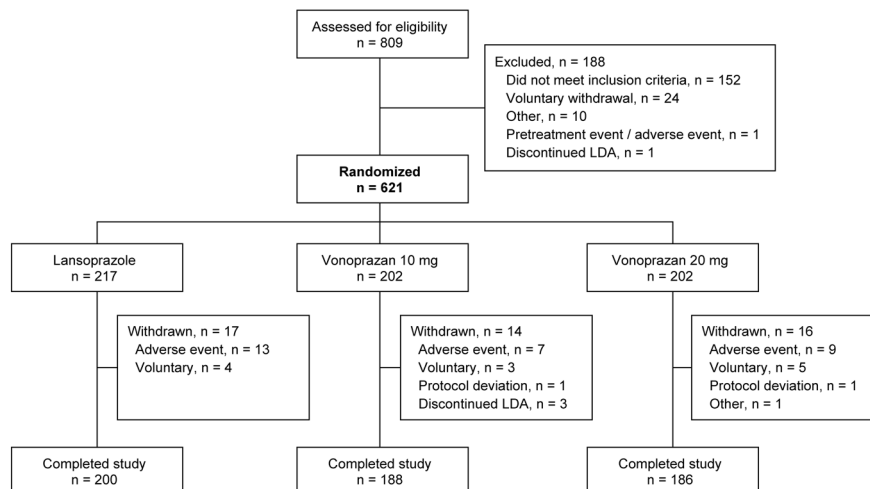 Assessed for eligibility
n = 809
Excluded, n = 188
Did not meet inclusion criteria, n = 152
Voluntary withdrawal, n = 24
Other, n = 10
Pretreatment event / adverse event, n = 1
Discontinued LDA, n = 1
Randomized
n = 621
Lansoprazole
n = 217
Vonoprazan 10 mg
n = 202
Vonoprazan 20 mg
n = 202
Withdrawn, n = 17
Adverse event, n = 13
Voluntary, n = 4
Withdrawn, n = 14
Adverse event, n = 7
Voluntary, n = 3
Protocol deviation, n = 1
Discontinued LDA, n = 3
Withdrawn, n = 16
Adverse event, n = 9
Voluntary, n = 5
Protocol deviation, n = 1
Other, n = 1
Completed study
n = 200
Completed study
n = 188
Completed study
n = 186